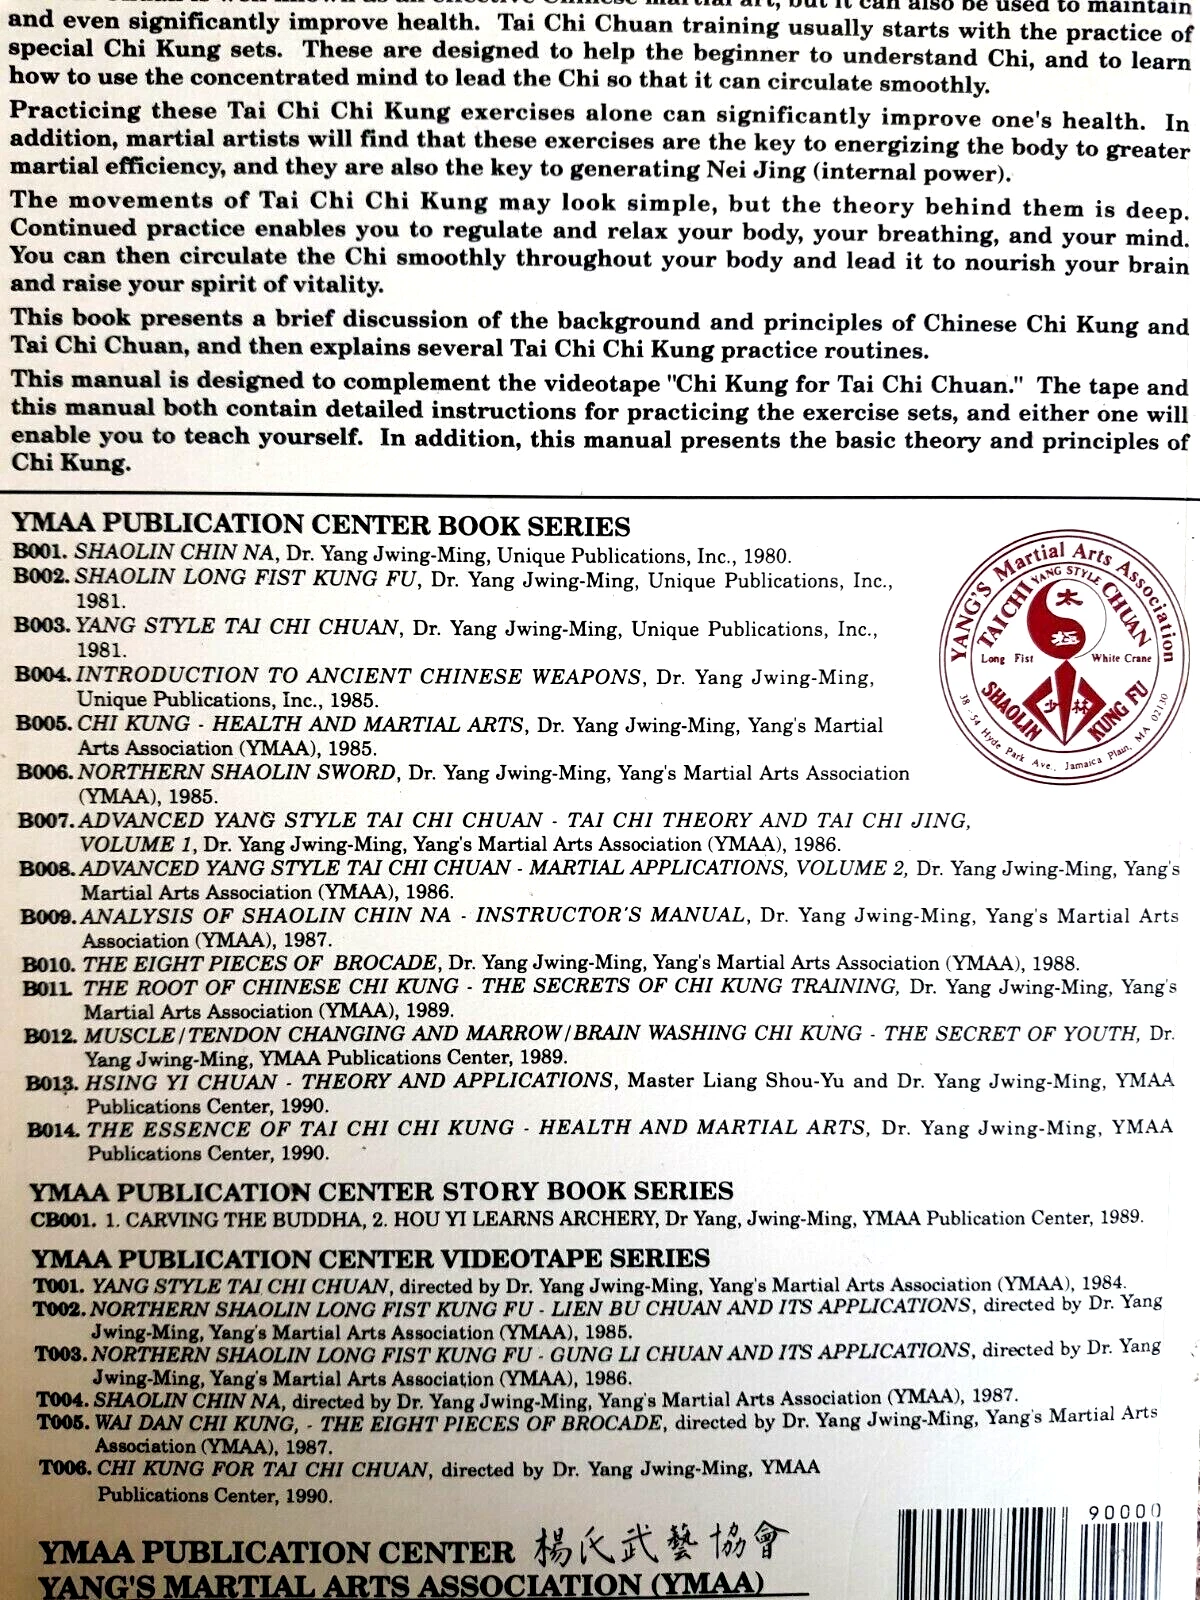 and even significantly improve health. Tai Chi Chuan training usually starts with the practice of
special Chi Kung sets. These are designed to help the beginner to understand Chi, and to learn
how to use the concentrated mind to lead the Chi so that it can circulate smoothly.
Practicing these Tai Chi Chi Kung exercises alone can significantly improve one's health. In
addition, martial artists will find that these exercises are the key to energizing the body to greater
martial efficiency, and they are also the key to generating Nei Jing (internal power).
The movements of Tai Chi Chi Kung may look simple, but the theory behind them is deep.
Continued practice enables you to regulate and relax your body, your breathing, and your mind.
You can then circulate the Chi smoothly throughout your body and lead it to nourish your brain
and raise your spirit of vitality.
This book presents a brief discussion of the background and principles of Chinese Chi Kung and
Tai Chi Chuan, and then explains several Tai Chi Chi Kung practice routines.
This manual is designed to complement the videotape "Chi Kung for Tai Chi Chuan." The tape and
this manual both contain detailed instructions for practicing the exercise sets, and either one will
enable you to teach yourself. In addition, this manual presents the basic theory and principles of
Chi Kung.
YMAA PUBLICATION CENTER BOOK SERIES
B001. SHAOLIN CHIN NA, Dr. Yang Jwing-Ming, Unique Publications, Inc., 1980.
B002. SHAOLIN LONG FIST KUNG FU, Dr. Yang Jwing-Ming, Unique Publications, Inc.,
1981.
B003. YANG STYLE TAI CHI CHUAN, Dr. Yang Jwing-Ming, Unique Publications, Inc.,
1981.
B004. INTRODUCTION TO ANCIENT CHINESE WEAPONS, Dr. Yang Jwing-Ming,
Unique Publications, Inc., 1985.
B005. CHI KUNG - HEALTH AND MARTIAL ARTS, Dr. Yang Jwing-Ming, Yang's Martial
Arts Association (YMAA), 1985.
B006. NORTHERN SHAOLIN SWORD, Dr. Yang Jwing-Ming, Yang's Martial Arts Association
(YMAA), 1985.
B007. ADVANCED YANG STYLE TAI CHI CHUAN - TAI CHI THEORY AND TAI CHI JING,
VOLUME 1, Dr. Yang Jwing-Ming, Yang's Martial Arts Association (YMAA), 1986.
B008. ADVANCED YANG STYLE TAI CHI CHUAN - MARTIAL APPLICATIONS, VOLUME 2, Dr. Yang Jwing-Ming, Yang's
Martial Arts Association (YMAA), 1986.
B009. ANALYSIS OF SHAOLIN CHIN NA - INSTRUCTOR'S MANUAL, Dr. Yang Jwing-Ming, Yang's Martial Arts
Association (YMAA), 1987.
B010. THE EIGHT PIECES OF BROCADE, Dr. Yang Jwing-Ming, Yang's Martial Arts Association (YMAA), 1988.
B011. THE ROOT OF CHINESE CHI KUNG - THE SECRETS OF CHI KUNG TRAINING, Dr. Yang Jwing-Ming, Yang's
Martial Arts Association (YMAA), 1989.
B012. MUSCLE/TENDON CHANGING AND MARROW/BRAIN WASHING CHI KUNG - THE SECRET OF YOUTH, Dr.
Yang Jwing-Ming, YMAA Publications Center, 1989.
B013. HSING YI CHUAN - THEORY AND APPLICATIONS, Master Liang Shou-Yu and Dr. Yang Jwing-Ming, YMAA
Publications Center, 1990.
B014. THE ESSENCE OF TAI CHI CHI KUNG - HEALTH AND MARTIAL ARTS, Dr. Yang Jwing-Ming, YMAA
Publications Center, 1990.
YANG'S Martial Arts Association
TAICHI YANG STYLE CHUAN
太
極
Long Fist White Crane
少 林
SHAOLIN KUNG FU
38 - 54 Hyde Park Ave., Jamaica Plain, MA 02130
YMAA PUBLICATION CENTER STORY BOOK SERIES
CB001. 1. CARVING THE BUDDHA, 2. HOU YI LEARNS ARCHERY, Dr Yang, Jwing-Ming, YMAA Publication Center, 1989.
YMAA PUBLICATION CENTER VIDEOTAPE SERIES
T001. YANG STYLE TAI CHI CHUAN, directed by Dr. Yang Jwing-Ming, Yang's Martial Arts Association (YMAA), 1984.
T002. NORTHERN SHAOLIN LONG FIST KUNG FU - LIEN BU CHUAN AND ITS APPLICATIONS, directed by Dr. Yang
Jwing-Ming, Yang's Martial Arts Association (YMAA), 1985.
T003. NORTHERN SHAOLIN LONG FIST KUNG FU - GUNG LI CHUAN AND ITS APPLICATIONS, directed by Dr. Yang
Jwing-Ming, Yang's Martial Arts Association (YMAA), 1986.
T004. SHAOLIN CHIN NA, directed by Dr. Yang Jwing-Ming, Yang's Martial Arts Association (YMAA), 1987.
T005. WAI DAN CHI KUNG, - THE EIGHT PIECES OF BROCADE, directed by Dr. Yang Jwing-Ming, Yang's Martial Arts
Association (YMAA), 1987.
T006. CHI KUNG FOR TAI CHI CHUAN, directed by Dr. Yang Jwing-Ming, YMAA
Publications Center, 1990.
90000
YMAA PUBLICATION CENTER 楊氏武藝協會
YANG'S MARTIAL ARTS ASSOCIATION (YMAA)